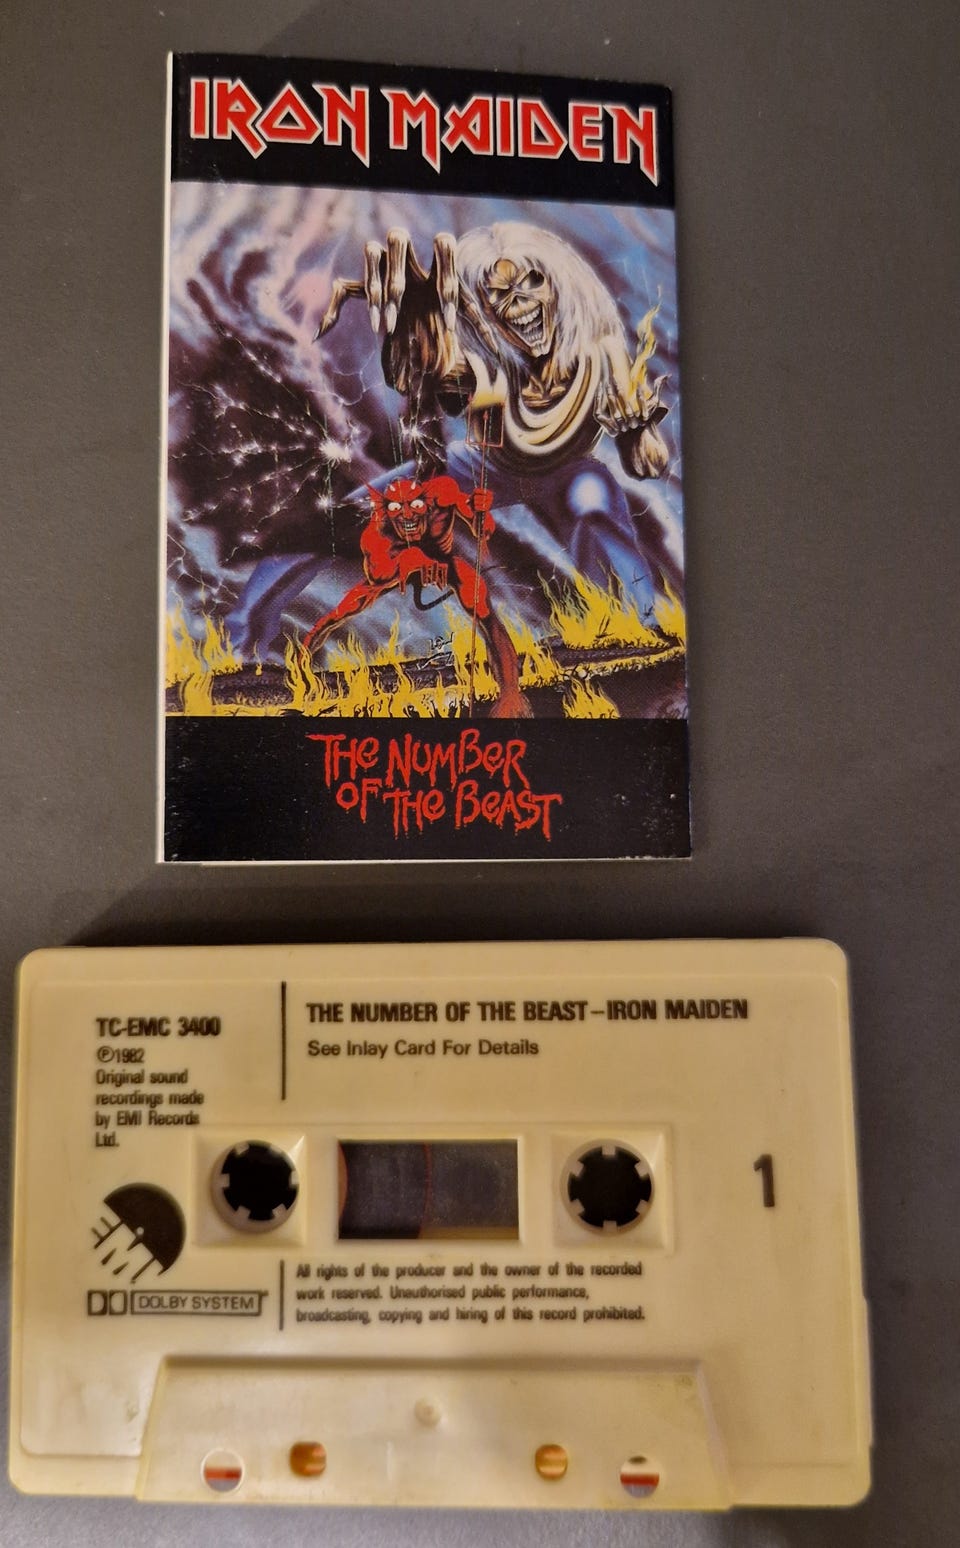 IRON MAIDEN
THE NUMBER
OF THE BEAST
TC-EMC 3400
℗1982
Original sound
recordings made
by EMI Records
Ltd.
THE NUMBER OF THE BEAST–IRON MAIDEN
See Inlay Card For Details
1
EMI
DOLBY SYSTEM
All rights of the producer and the owner of the recorded
work reserved. Unauthorised public performance,
broadcasting, copying and hiring of this record prohibited.